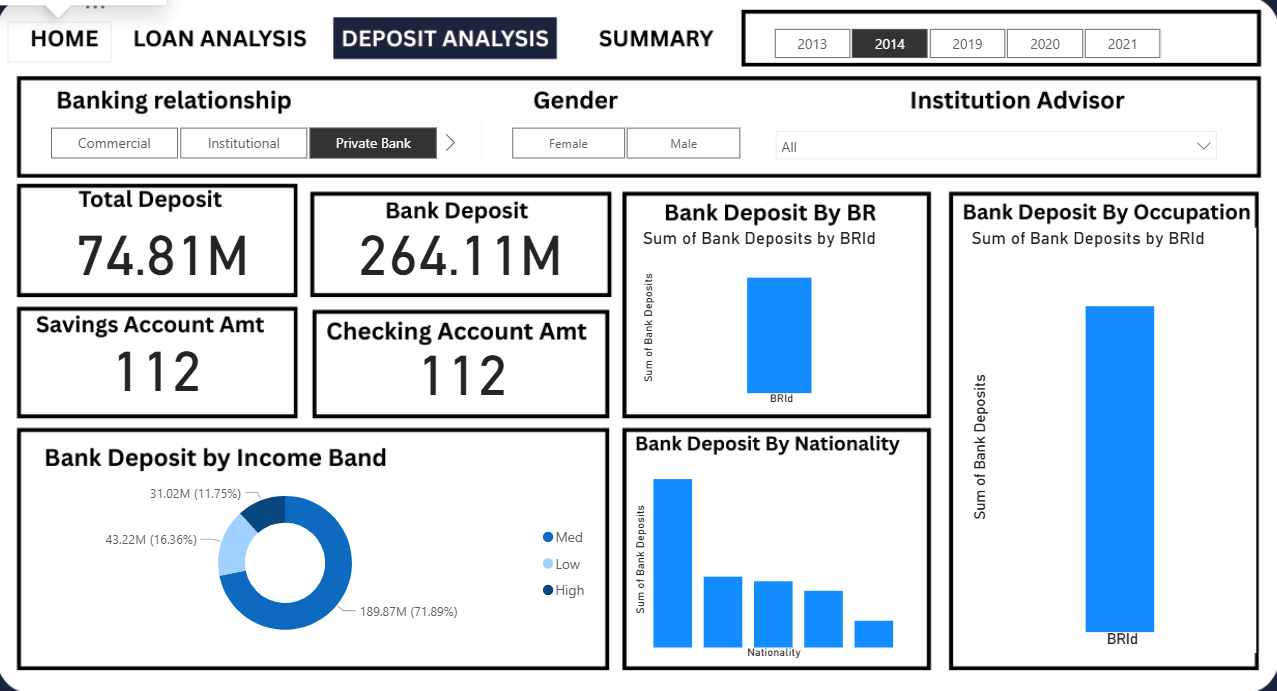 HOME LOAN ANALYSIS DEPOSIT ANALYSIS SUMMARY
2013 2014 2019 2020 2021
Banking relationship Gender Institution Advisor
Commercial Institutional Private Bank Female Male All
Total Deposit
74.81M
Bank Deposit
264.11M
Savings Account Amt
112
Checking Account Amt
112
Bank Deposit By BR
Sum of Bank Deposits by BRId
Sum of Bank Deposits
BRId
Bank Deposit By Occupation
Sum of Bank Deposits by BRId
Sum of Bank Deposits
BRId
Bank Deposit by Income Band
31.02M (11.75%)
43.22M (16.36%)
189.87M (71.89%)
Med
Low
High
Bank Deposit By Nationality
Sum of Bank Deposits
Nationality